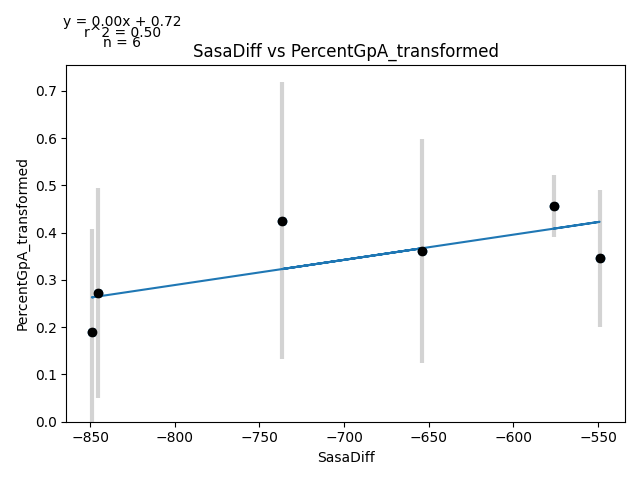 y = 0.00x + 0.72
r^2 = 0.50
n = 6
SasaDiff vs PercentGpA_transformed
PercentGpA_transformed
0.7
0.6
0.5
0.4
0.3
0.2
0.1
0.0
−850
−800
−750
−700
−650
−600
−550
SasaDiff